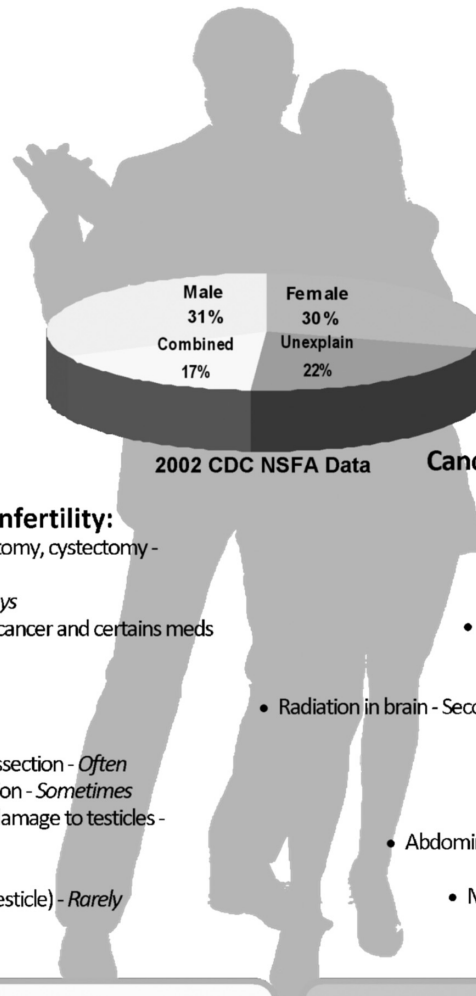 Male
31%
Female
30%
Combined
17%
Unexplain
22%
2002 CDC NSFA Data
Canc
nfertility:
tomy, cystectomy -
ys
cancer and certains meds
ssection - Often
on - Sometimes
amage to testicles -
esticle) - Rarely
• Radiation in brain - Seco
• Abdomi